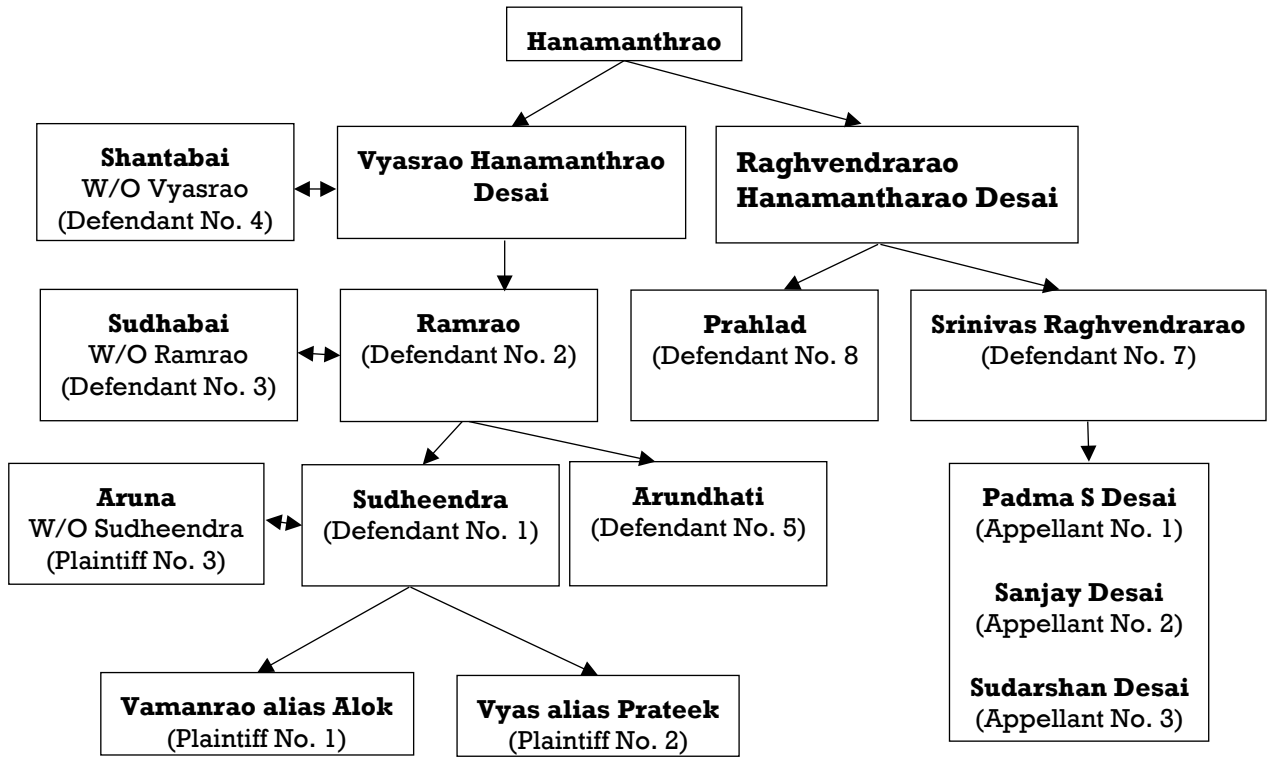 Hanamanthrao
Shantabai
W/O Vyasrao
(Defendant No. 4)
Vyasrao Hanamanthrao
Desai
Raghvendrarao
Hanamantharao Desai
Sudhabai
W/O Ramrao
(Defendant No. 3)
Ramrao
(Defendant No. 2)
Prahlad
(Defendant No. 8
Srinivas Raghvendrarao
(Defendant No. 7)
Aruna
W/O Sudheendra
(Plaintiff No. 3)
Sudheendra
(Defendant No. 1)
Arundhati
(Defendant No. 5)
Padma S Desai
(Appellant No. 1)
Sanjay Desai
(Appellant No. 2)
Sudarshan Desai
(Appellant No. 3)
Vamanrao alias Alok
(Plaintiff No. 1)
Vyas alias Prateek
(Plaintiff No. 2)